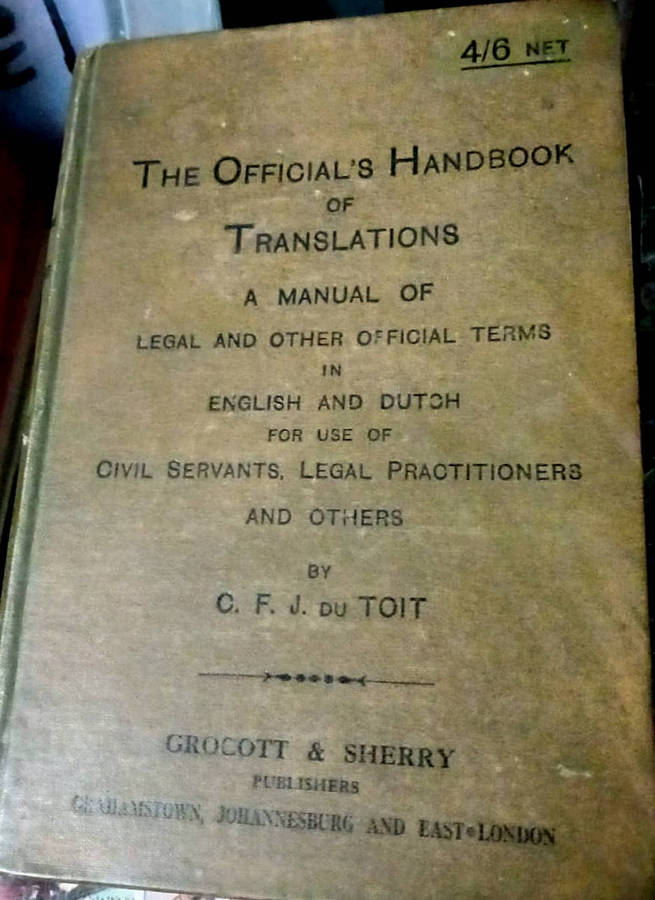 4/6 NET
THE OFFICIAL'S HANDBOOK
OF
TRANSLATIONS
A MANUAL OF
LEGAL AND OTHER OFFICIAL TERMS
IN
ENGLISH AND DUTCH
FOR USE OF
CIVIL SERVANTS, LEGAL PRACTITIONERS
AND OTHERS
BY
C. F. J. DU TOIT
GROCOTT & SHERRY
PUBLISHERS
GRAHAMSTOWN, JOHANNESBURG AND EAST LONDON